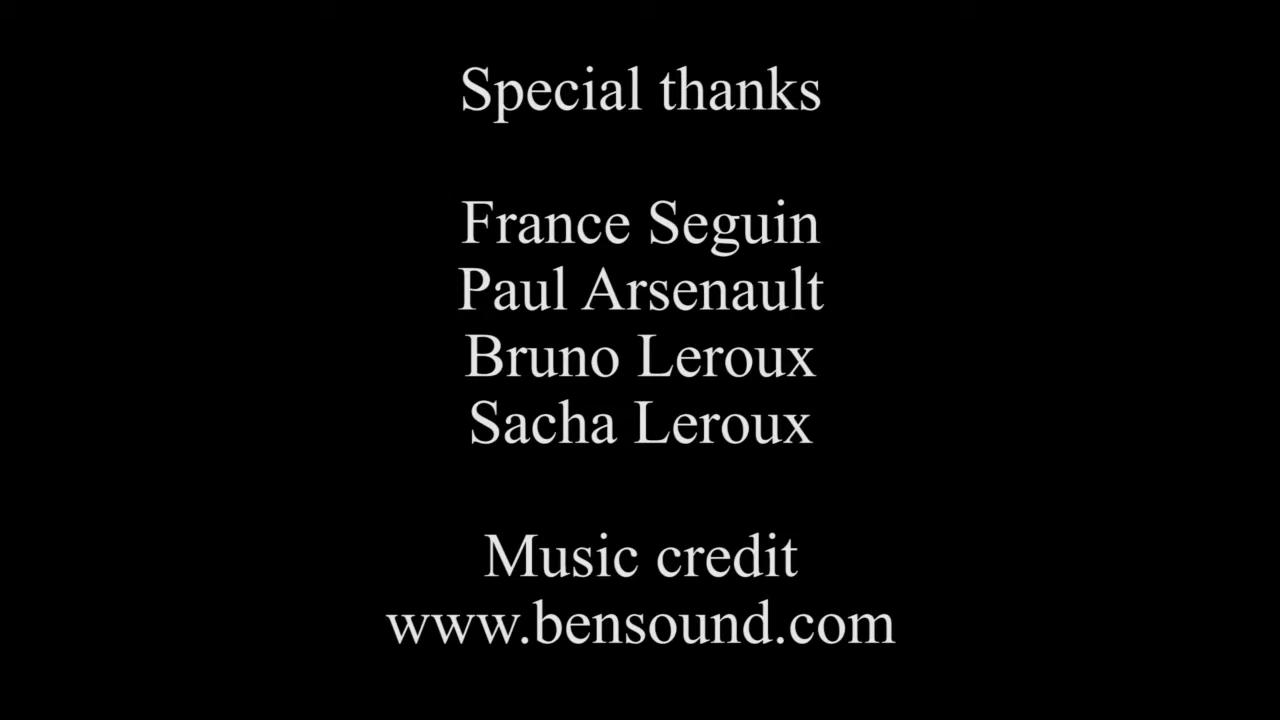 Special thanks
France Seguin
Paul Arsenault
Bruno Leroux
Sacha Leroux
Music credit
www.bensound.com